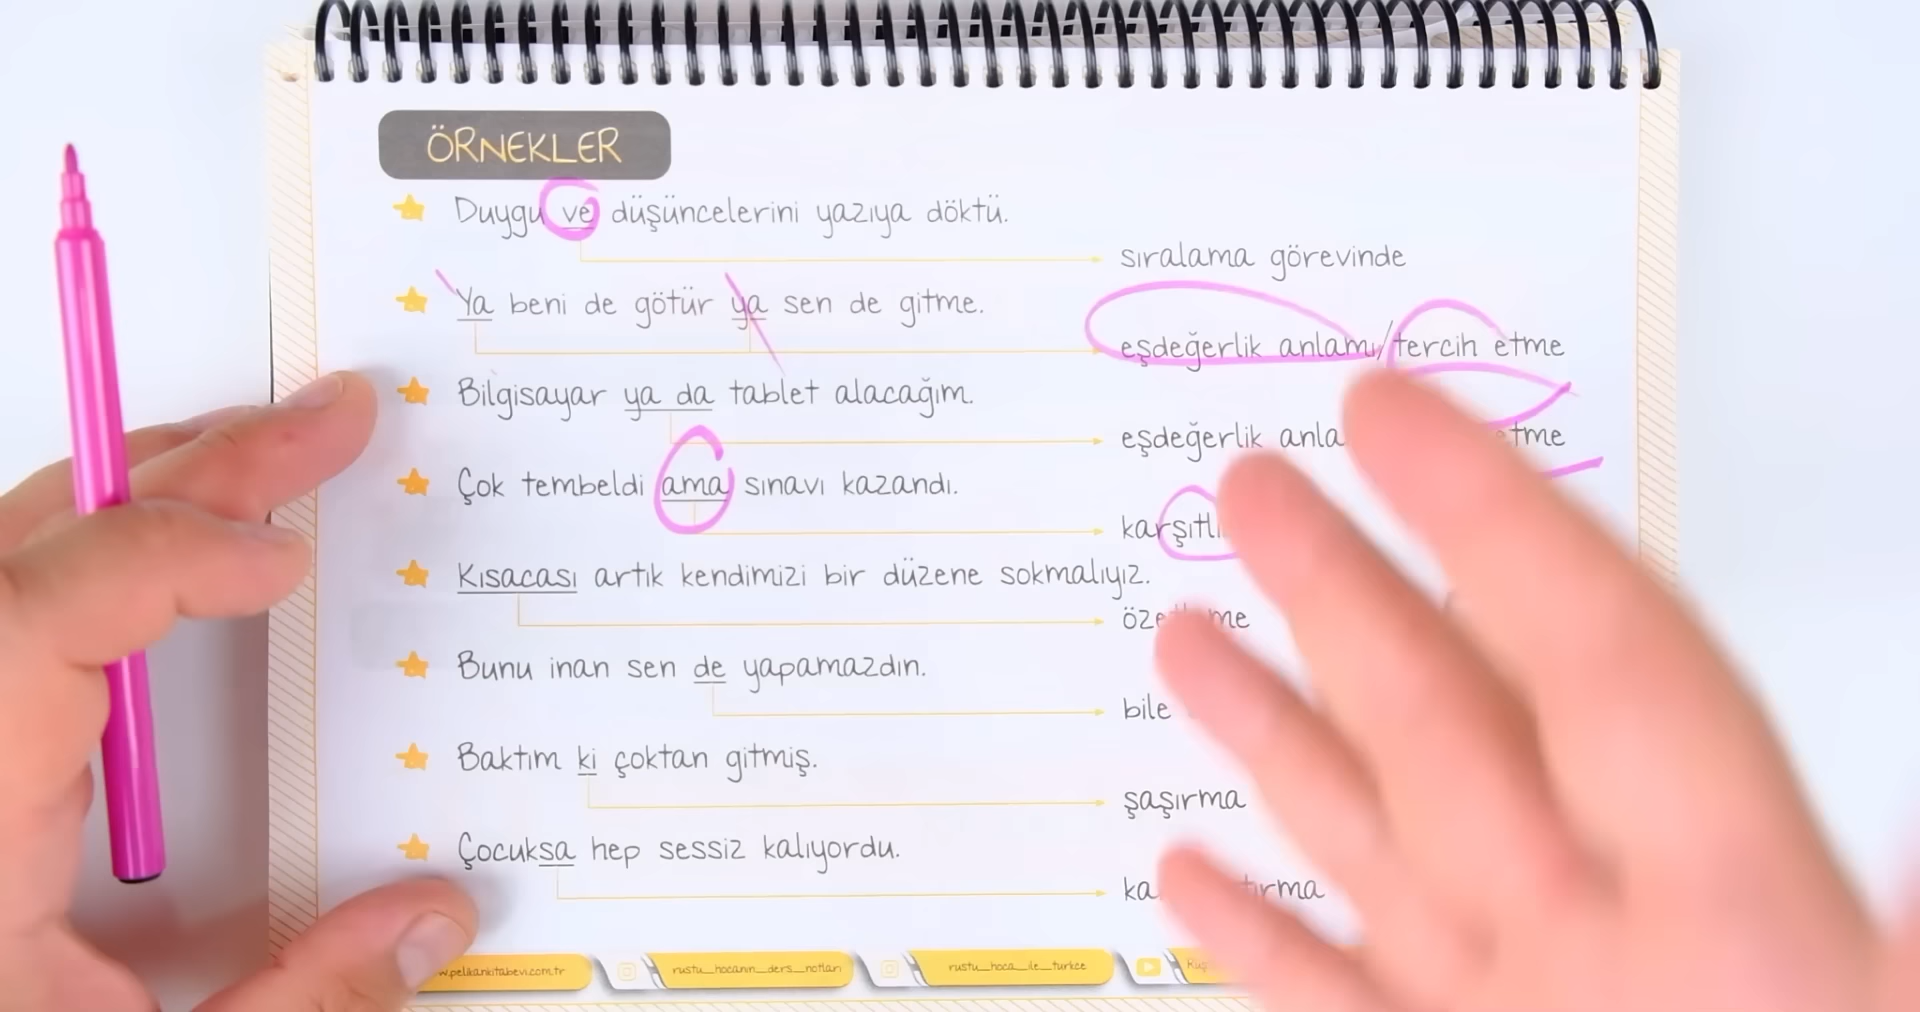 ÖRNEKLER
Duygu ve düşüncelerini yazıya döktü.
sıralama görevinde
Ya beni de götür ya sen de gitme.
eşdeğerlik anlamı/tercih etme
Bilgisayar ya da tablet alacağım.
eşdeğerlik etme
Çok tembeldi ama sınavı kazandı.
Kısacası artık kendimizi bir düzene sokmalıyız.
Bunu inan sen de yapamazdın.
bile
Baktım ki çoktan gitmiş.
şaşırma
Çocuksa hep sessiz kalıyordu.
w.pelikankitabevi.com.tr rustu_hocanın_ders_notları rustu_hoca_ile_turkce